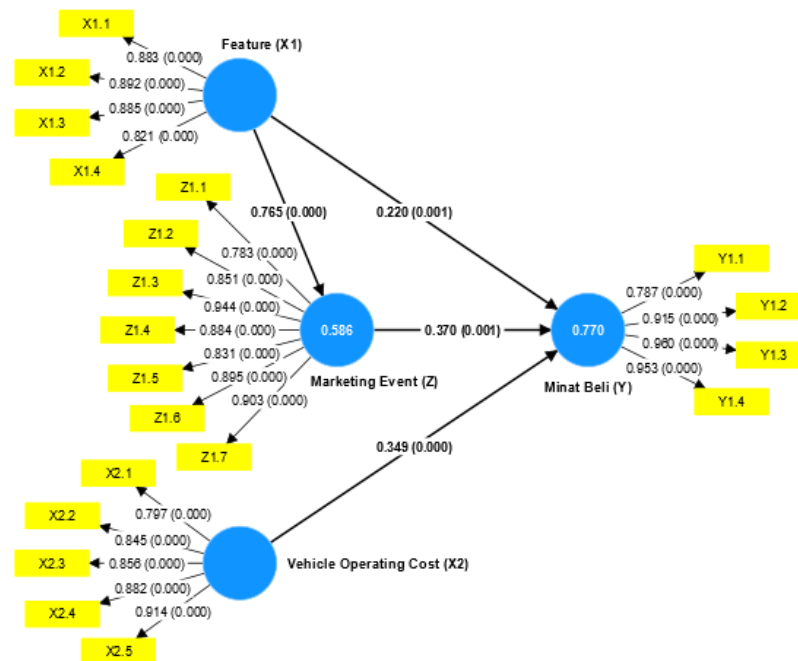 X1.1
0.883 (0.000)
Feature (X1)
X1.2
0.892 (0.000)
0.885 (0.000)
X1.3
0.821 (0.000)
X1.4
Z1.1
0.765 (0.000)
0.220 (0.001)
Z1.2
0.783 (0.000)
0.851 (0.000)
Z1.3
0.944 (0.000)
Z1.4
0.884 (0.000)
0.586
0.370 (0.001)
0.831 (0.000)
Z1.5
0.895 (0.000)
Marketing Event (Z)
Z1.6
0.903 (0.000)
Z1.7
Y1.1
0.787 (0.000)
Y1.2
0.915 (0.000)
0.770
0.960 (0.000)
Y1.3
0.953 (0.000)
Minat Beli (Y)
Y1.4
0.349 (0.000)
X2.1
0.797 (0.000)
X2.2
0.845 (0.000)
X2.3
0.856 (0.000)
Vehicle Operating Cost (X2)
0.882 (0.000)
X2.4
0.914 (0.000)
X2.5